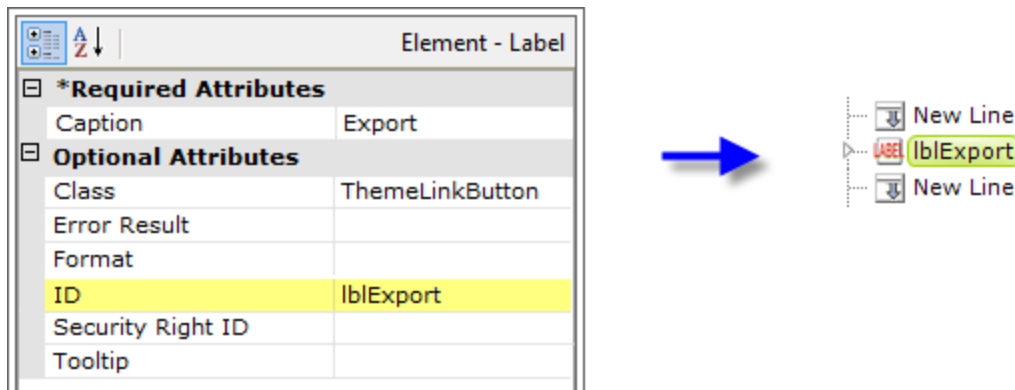 A Z Element - Label
*Required Attributes
Caption Export
Optional Attributes
Class ThemeLinkButton
Error Result
Format
ID lblExport
Security Right ID
Tooltip
New Line
LABEL lblExport
New Line